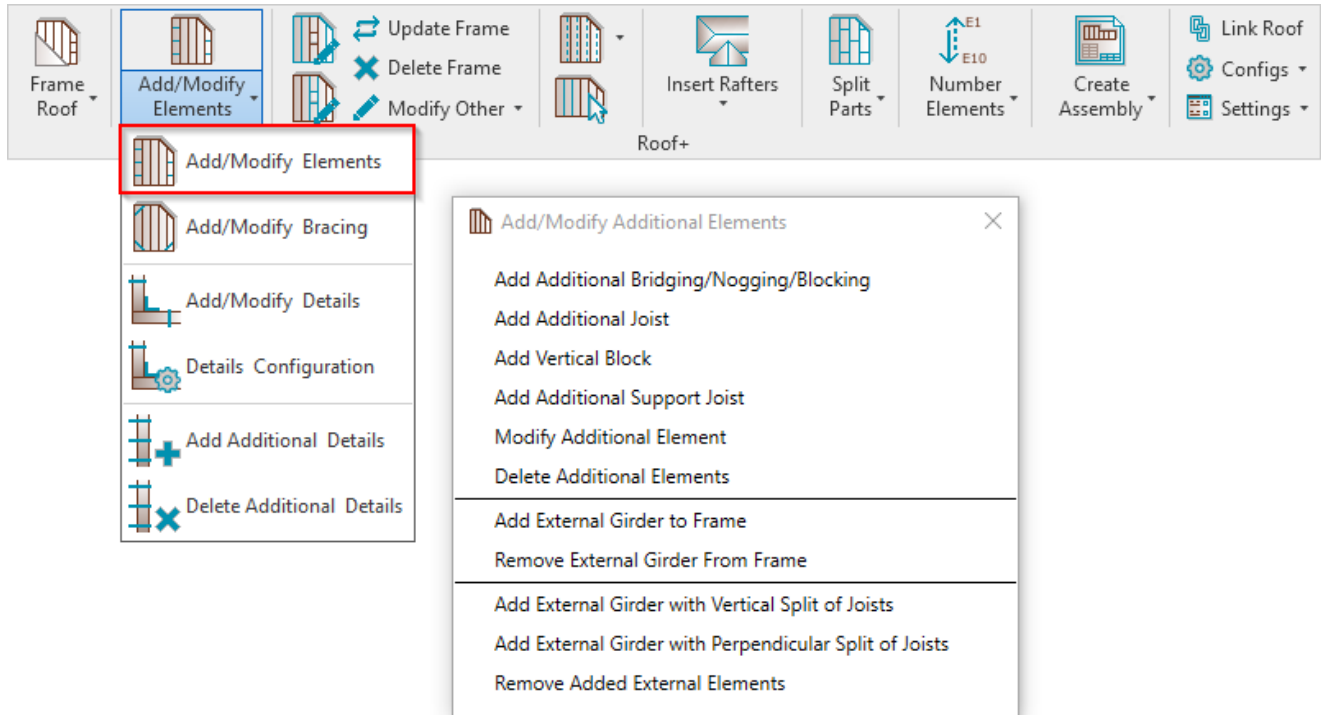 Frame
Roof
Add/Modify
Elements
Update Frame
Delete Frame
Modify Other
Insert Rafters
Split
Parts
E1
E10
Number
Elements
Create
Assembly
Link Roof
Configs
Settings
Roof+
Add/Modify Elements
Add/Modify Bracing
Add/Modify Details
Details Configuration
Add Additional Details
Delete Additional Details
Add/Modify Additional Elements
Add Additional Bridging/Nogging/Blocking
Add Additional Joist
Add Vertical Block
Add Additional Support Joist
Modify Additional Element
Delete Additional Elements
Add External Girder to Frame
Remove External Girder From Frame
Add External Girder with Vertical Split of Joists
Add External Girder with Perpendicular Split of Joists
Remove Added External Elements